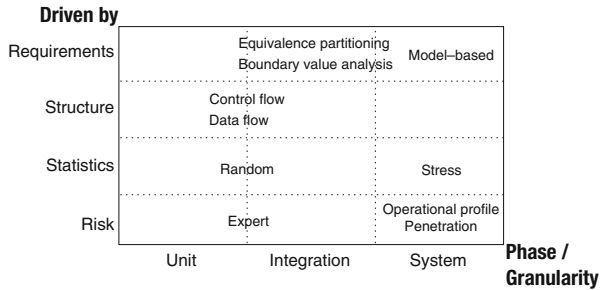 Driven by
Requirements
Equivalence partitioning
Boundary value analysis
Model–based
Structure
Control flow
Data flow
Statistics
Random
Stress
Risk
Expert
Operational profile
Penetration
Unit
Integration
System
Phase /
Granularity